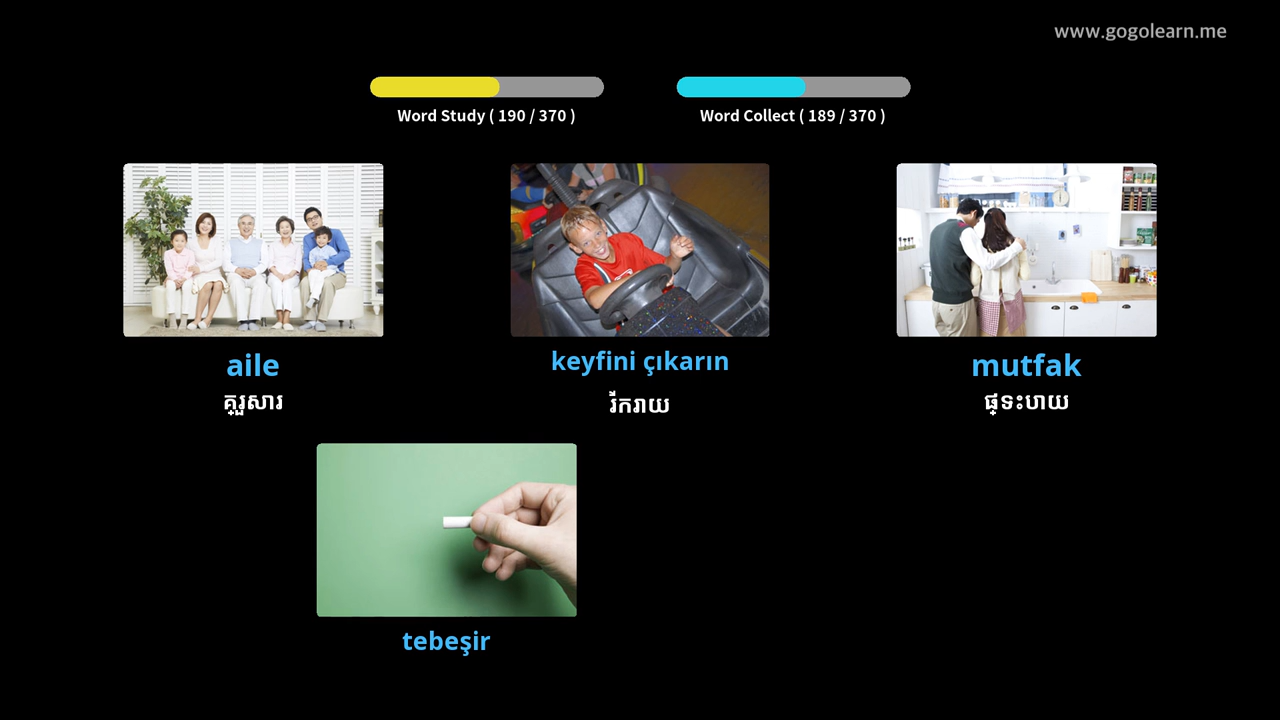 www.gogolearn.me
Word Study ( 190 / 370 )
Word Collect ( 189 / 370 )
aile
គ្រួសារ
keyfini çıkarın
រីករាយ
mutfak
ផ្ទះបាយ
tebeşir